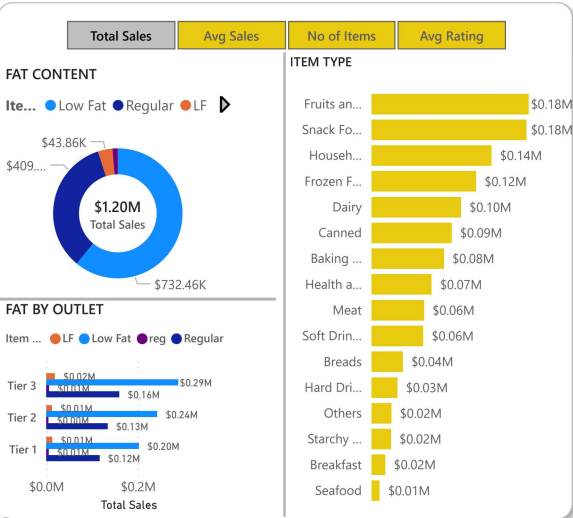 Total Sales
Avg Sales
No of Items
Avg Rating
FAT CONTENT
Ite... Low Fat Regular LF
$43.86K
$409....
$1.20M
Total Sales
$732.46K
FAT BY OUTLET
Item ... LF Low Fat reg Regular
Tier 3
$0.02M
$0.29M
$0.01M
$0.16M
Tier 2
$0.01M
$0.24M
$0.00M
$0.13M
Tier 1
$0.01M
$0.20M
$0.01M
$0.12M
$0.0M
$0.2M
Total Sales
ITEM TYPE
Fruits an... $0.18M
Snack Fo... $0.18M
Househ... $0.14M
Frozen F... $0.12M
Dairy $0.10M
Canned $0.09M
Baking ... $0.08M
Health a... $0.07M
Meat $0.06M
Soft Drin... $0.06M
Breads $0.04M
Hard Dri... $0.03M
Others $0.02M
Starchy ... $0.02M
Breakfast $0.02M
Seafood $0.01M